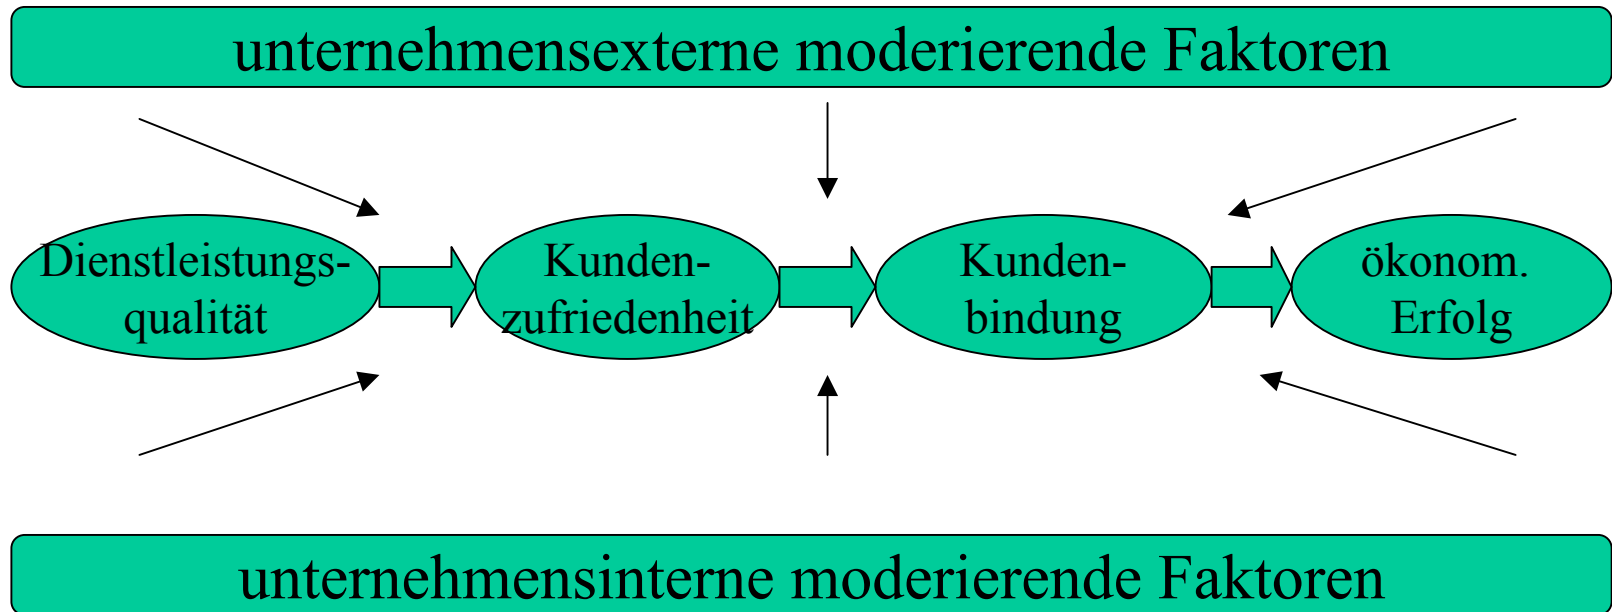 unternehmensexterne moderierende Faktoren
Dienstleistungs-
qualität
Kunden-
zufriedenheit
Kunden-
bindung
ökonom.
Erfolg
unternehmensinterne moderierende Faktoren